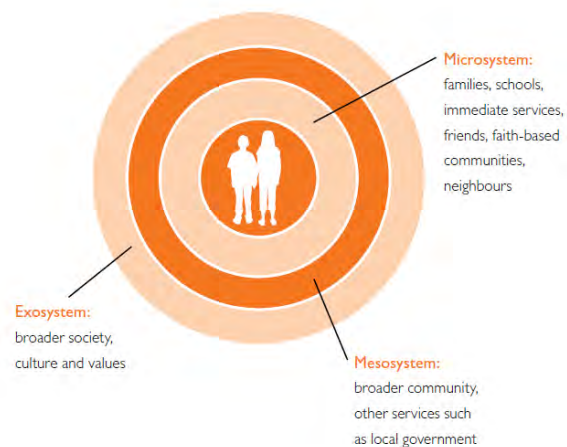 Microsystem:
families, schools,
immediate services,
friends, faith-based
communities,
neighbours
Exosystem:
broader society,
culture and values
Mesosystem:
broader community,
other services such
as local government